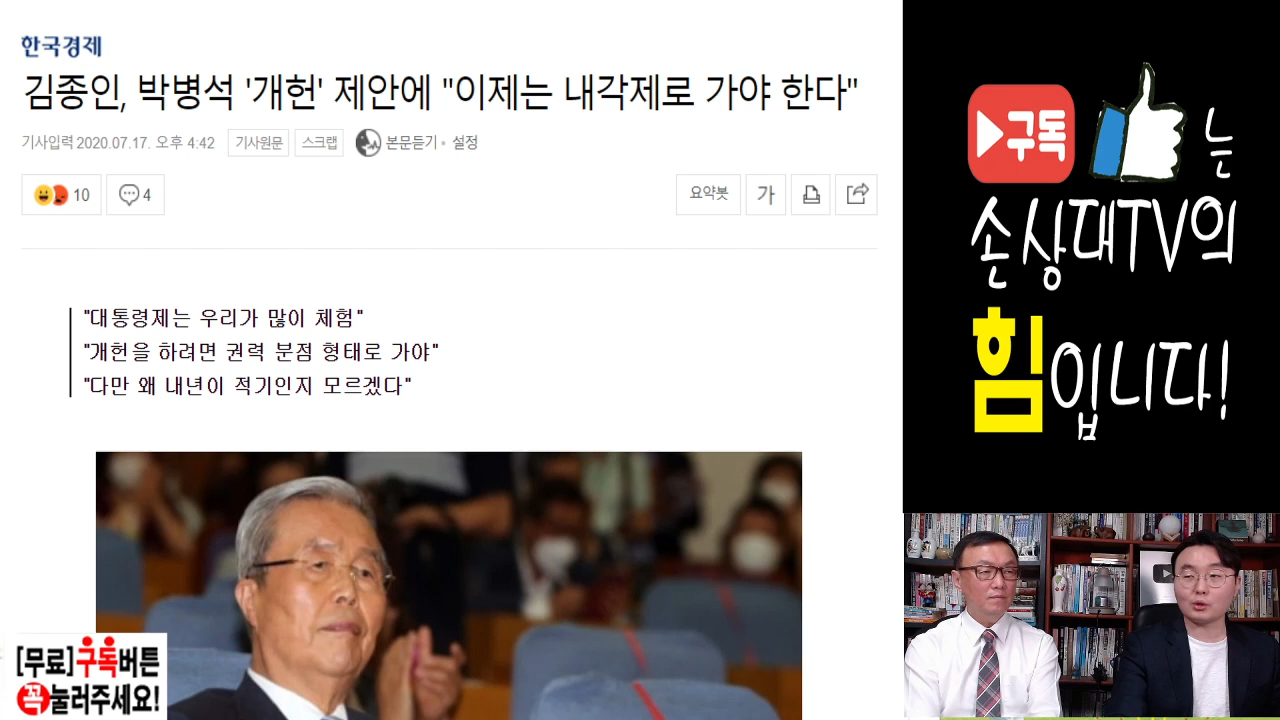 한국경제
김종인, 박병석 '개헌' 제안에 "이제는 내각제로 가야 한다"
기사입력 2020.07.17. 오후 4:42 기사원문 스크랩 본문듣기 · 설정
10 4 요약봇 가
"대통령제는 우리가 많이 체험"
"개헌을 하려면 권력 분점 형태로 가야"
"다만 왜 내년이 적기인지 모르겠다"
[무료]구독버튼
꼭눌러주세요!
구독 는
손상대TV의
힘입니다!